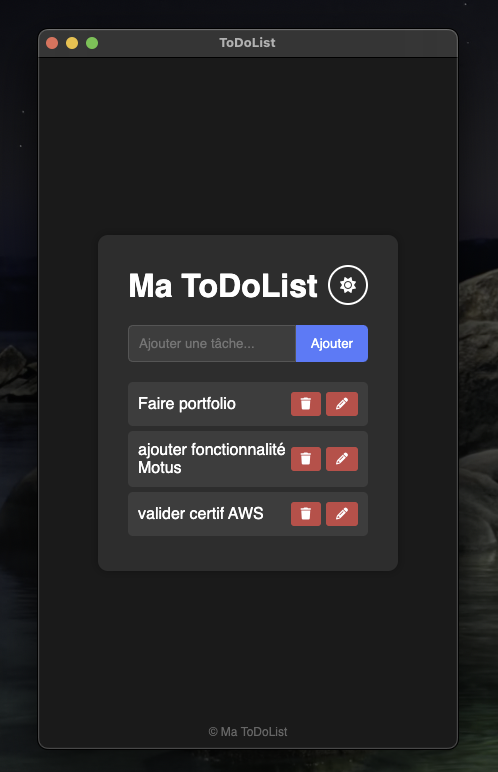 ToDoList
Ma ToDoList
Ajouter une tâche...
Ajouter
Faire portfolio
ajouter fonctionnalité
Motus
valider certif AWS
© Ma ToDoList